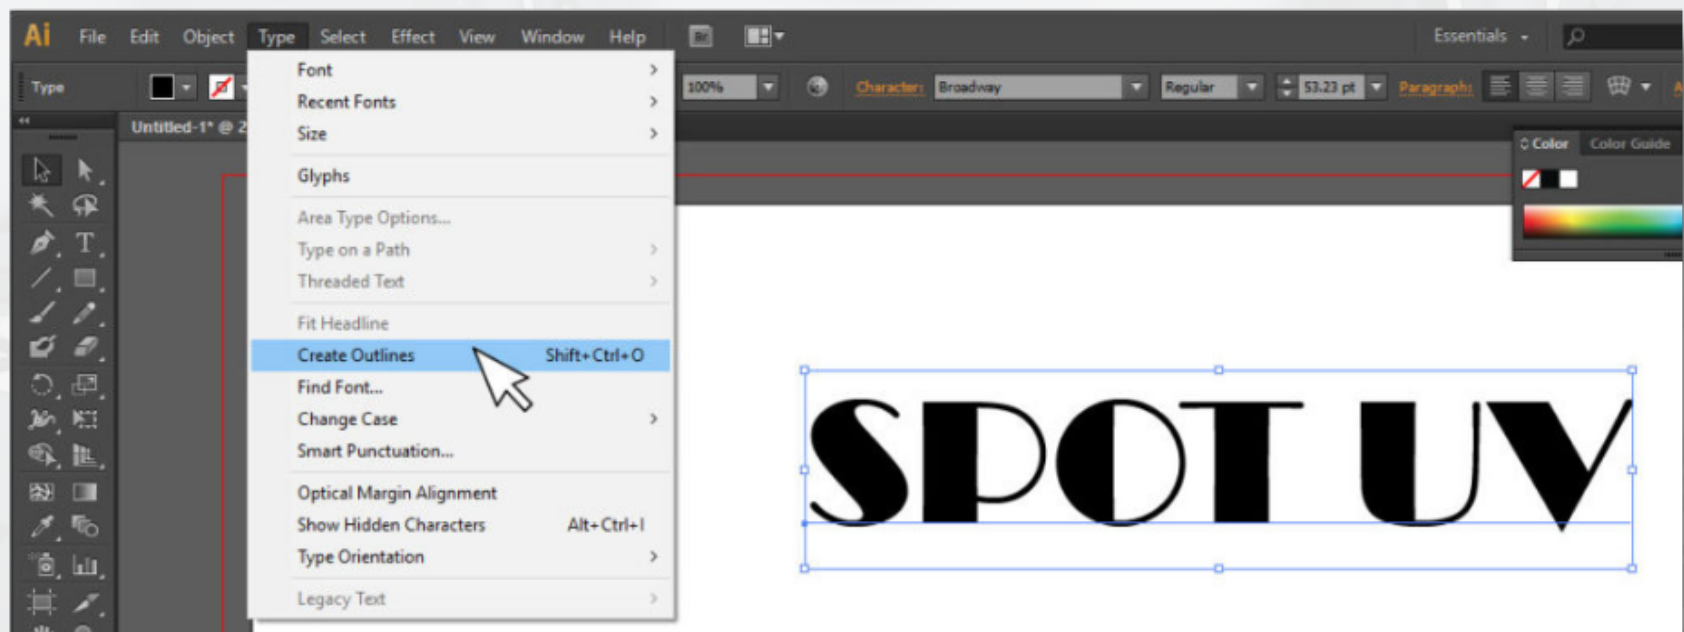 Ai File Edit Object Type Select Effect View Window Help Br Essentials
Type 100% Character: Broadway Regular 53.23 pt Paragraph:
Untitled-1* @ 2
Color Color Guide
Font
Recent Fonts
Size
Glyphs
Area Type Options...
Type on a Path
Threaded Text
Fit Headline
Create Outlines Shift+Ctrl+O
Find Font...
Change Case
Smart Punctuation...
Optical Margin Alignment
Show Hidden Characters Alt+Ctrl+I
Type Orientation
Legacy Text
SPOT UV